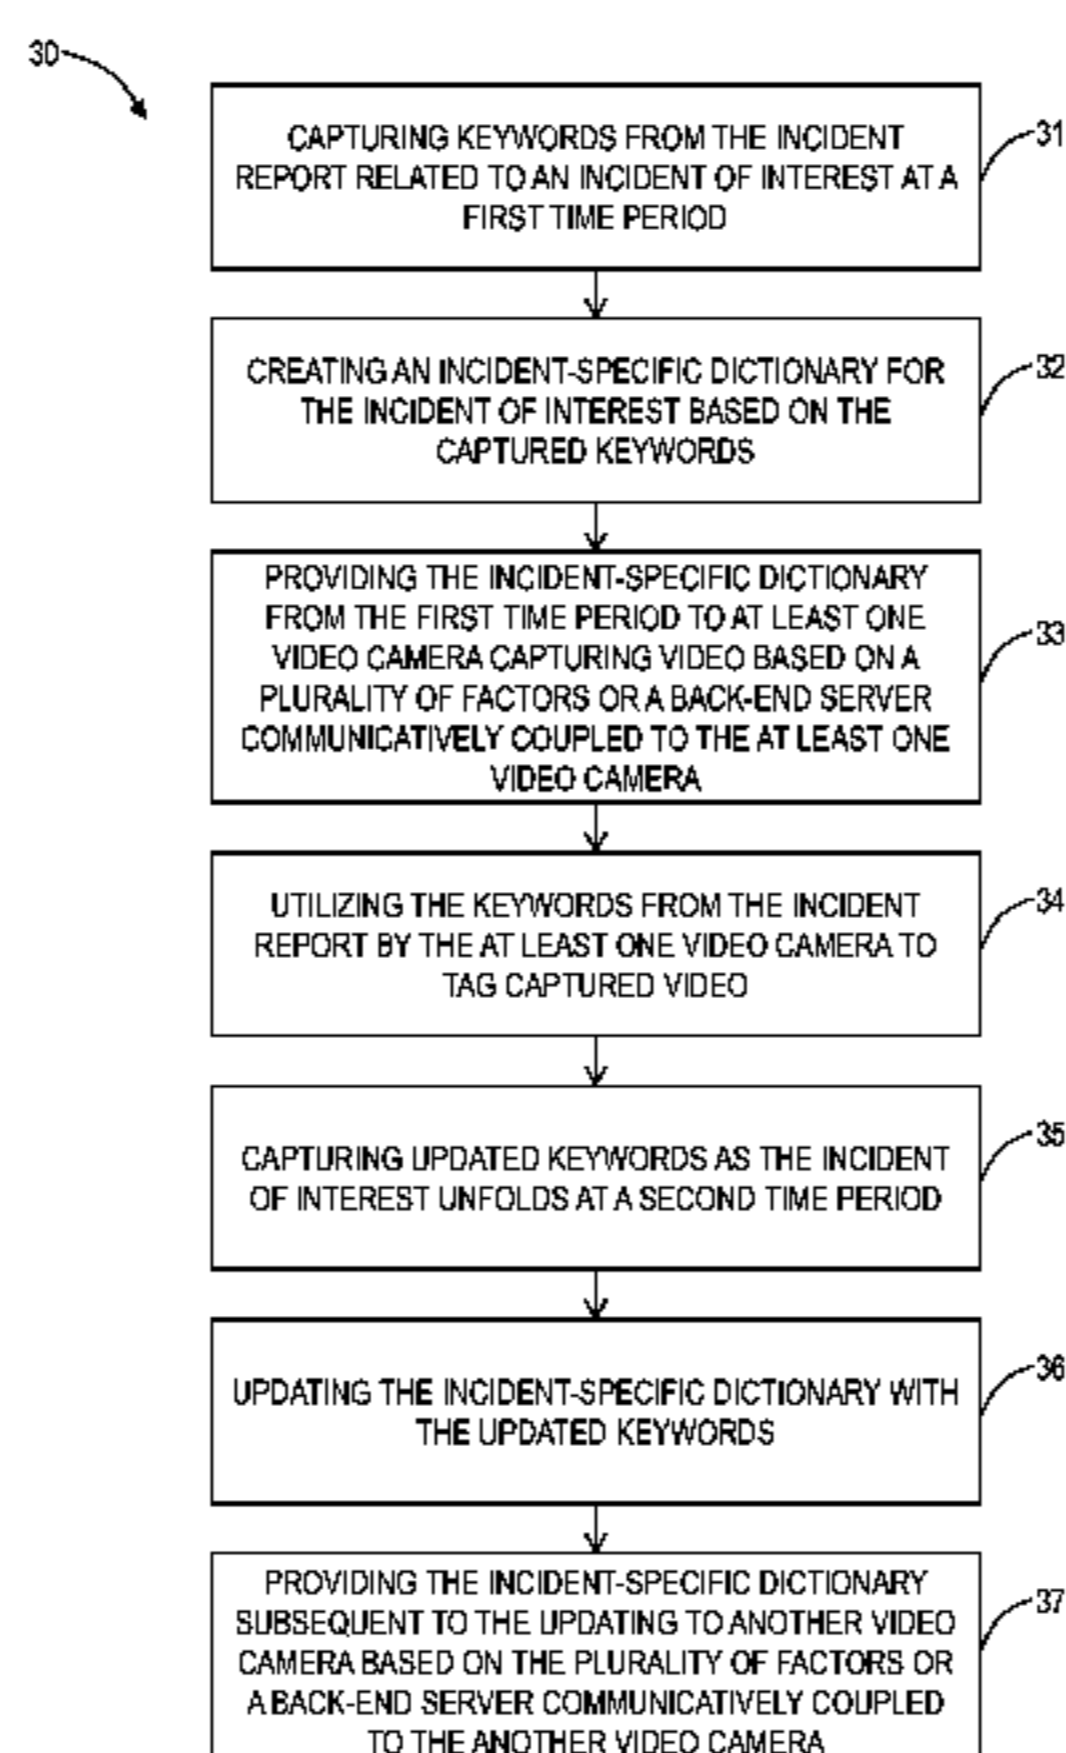 30
CAPTURING KEYWORDS FROM THE INCIDENT
REPORT RELATED TO AN INCIDENT OF INTEREST AT A
FIRST TIME PERIOD
31
CREATING AN INCIDENT-SPECIFIC DICTIONARY FOR
THE INCIDENT OF INTEREST BASED ON THE
CAPTURED KEYWORDS
32
PROVIDING THE INCIDENT-SPECIFIC DICTIONARY
FROM THE FIRST TIME PERIOD TO AT LEAST ONE
VIDEO CAMERA CAPTURING VIDEO BASED ON A
PLURALITY OF FACTORS OR A BACK-END SERVER
COMMUNICATIVELY COUPLED TO THE AT LEAST ONE
VIDEO CAMERA
33
UTILIZING THE KEYWORDS FROM THE INCIDENT
REPORT BY THE AT LEAST ONE VIDEO CAMERA TO
TAG CAPTURED VIDEO
34
CAPTURING UPDATED KEYWORDS AS THE INCIDENT
OF INTEREST UNFOLDS AT A SECOND TIME PERIOD
35
UPDATING THE INCIDENT-SPECIFIC DICTIONARY WITH
THE UPDATED KEYWORDS
36
PROVIDING THE INCIDENT-SPECIFIC DICTIONARY
SUBSEQUENT TO THE UPDATING TO ANOTHER VIDEO
CAMERA BASED ON THE PLURALITY OF FACTORS OR
A BACK-END SERVER COMMUNICATIVELY COUPLED
TO THE ANOTHER VIDEO CAMERA
37